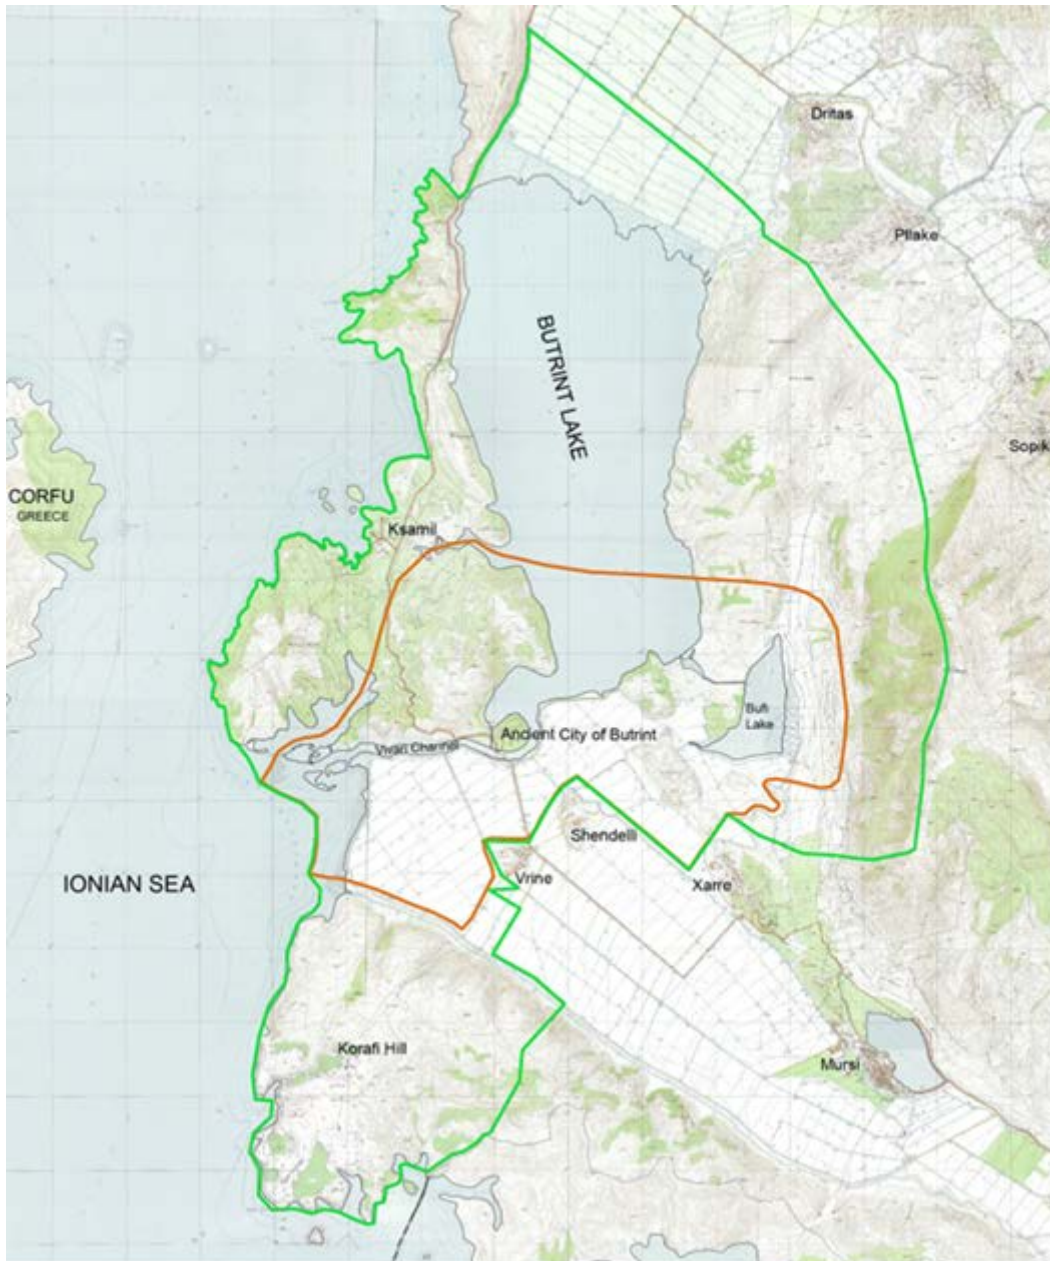 Dritas
Pllake
BUTRINT LAKE
Sopik
CORFU
GREECE
Ksamil
Bufi
Lake
Ancient City of Butrint
Vivari Channel
Shendelli
IONIAN SEA
Vrine
Xarre
Korafi Hill
Mursi